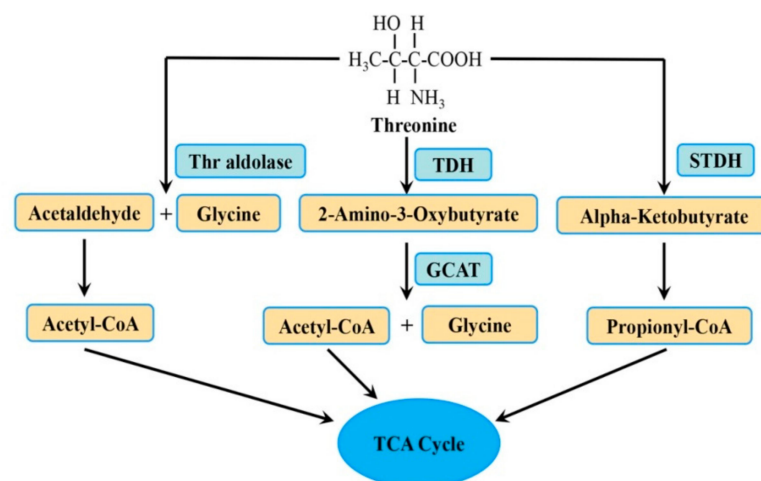 HO H
H₃C-C-C-COOH
H NH₃
Threonine
Thr aldolase
TDH
STDH
Acetaldehyde + Glycine
2-Amino-3-Oxybutyrate
Alpha-Ketobutyrate
GCAT
Acetyl-CoA
Acetyl-CoA + Glycine
Propionyl-CoA
TCA Cycle